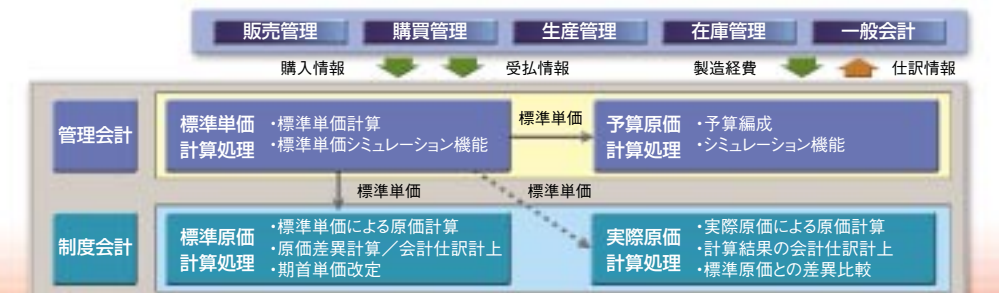 販売管理 購買管理 生産管理 在庫管理 一般会計
購入情報 受払情報 製造経費 仕訳情報
管理会計
標準単価
計算処理
・標準単価計算
・標準単価シミュレーション機能
標準単価
予算原価
計算処理
・予算編成
・シミュレーション機能
標準単価 標準単価
制度会計
標準原価
計算処理
・標準単価による原価計算
・原価差異計算／会計仕訳計上
・期首単価改定
実際原価
計算処理
・実際原価による原価計算
・計算結果の会計仕訳計上
・標準原価との差異比較